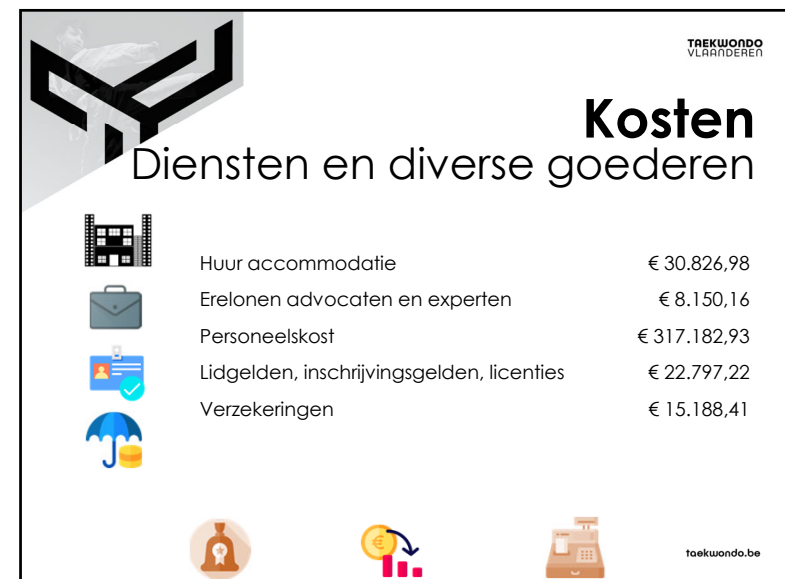 TAEKWONDO
VLAANDEREN
Kosten
Diensten en diverse goederen
Huur accommodatie € 30.826,98
Erelonen advocaten en experten € 8.150,16
Personeelskost € 317.182,93
Lidgelden, inschrijvingsgelden, licenties € 22.797,22
Verzekeringen € 15.188,41
taekwondo.be